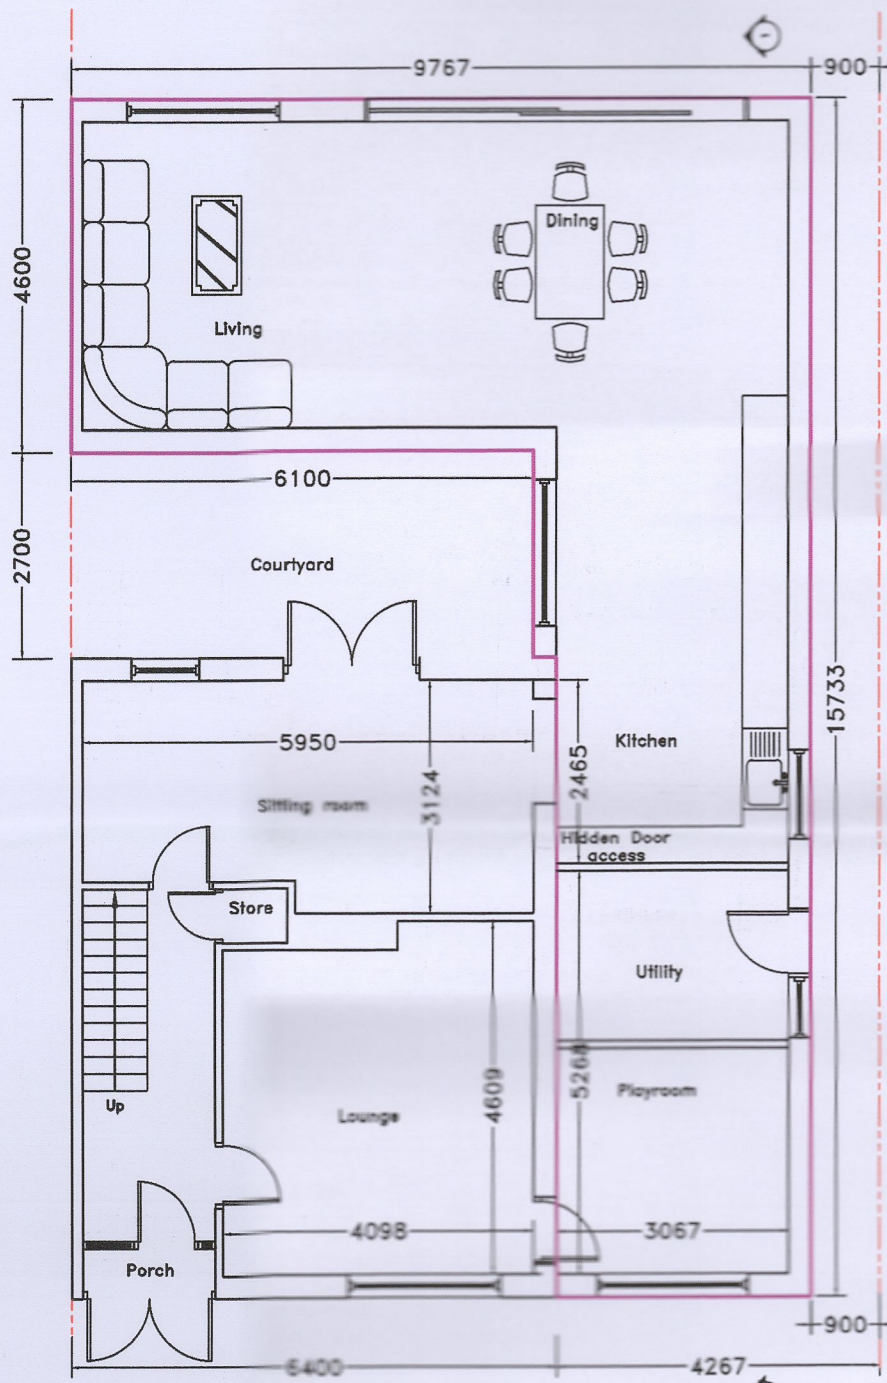 1
9767
900
4600
Dining
Living
6100
2700
Courtyard
15733
5950
Kitchen
2465
3124
Sitting room
Hidden Door
access
Store
Utility
5268
Playroom
Up
Lounge
4609
4098
3067
Porch
900
6400
4267